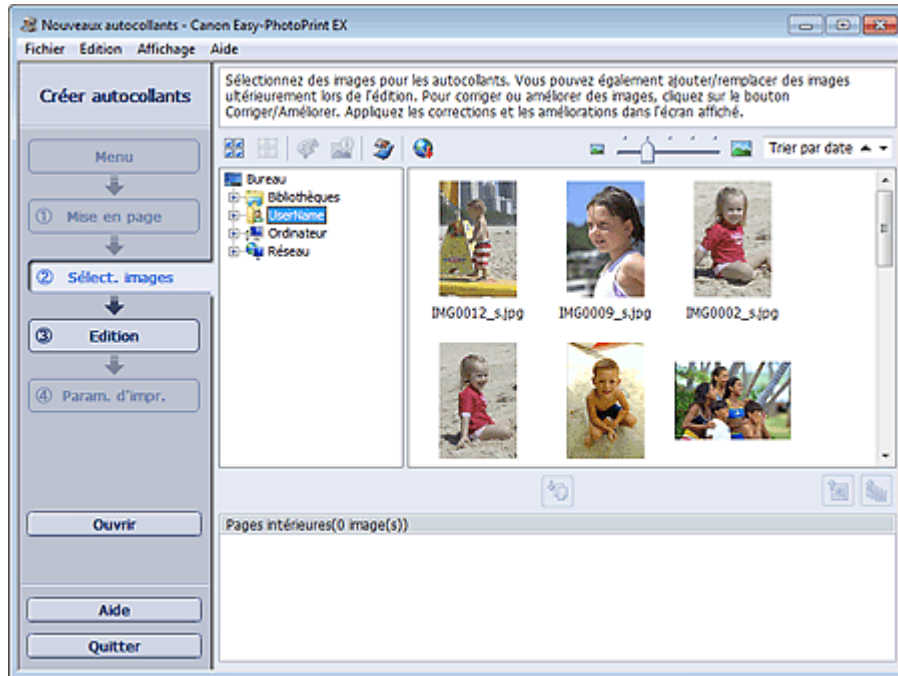 Nouveaux autocollants - Canon Easy-PhotoPrint EX
Fichier Edition Affichage Aide
Créer autocollants
Sélectionnez des images pour les autocollants. Vous pouvez également ajouter/remplacer des images
ultérieurement lors de l'édition. Pour corriger ou améliorer des images, cliquez sur le bouton
Corriger/Améliorer. Appliquez les corrections et les améliorations dans l'écran affiché.
Menu
① Mise en page
② Sélect. images
③ Edition
④ Param. d'impr.
Ouvrir
Aide
Quitter
Trier par date
Bureau
Bibliothèques
UserName
Ordinateur
Réseau
IMG0012_s.jpg IMG0009_s.jpg IMG0002_s.jpg
Pages intérieures(0 image(s))